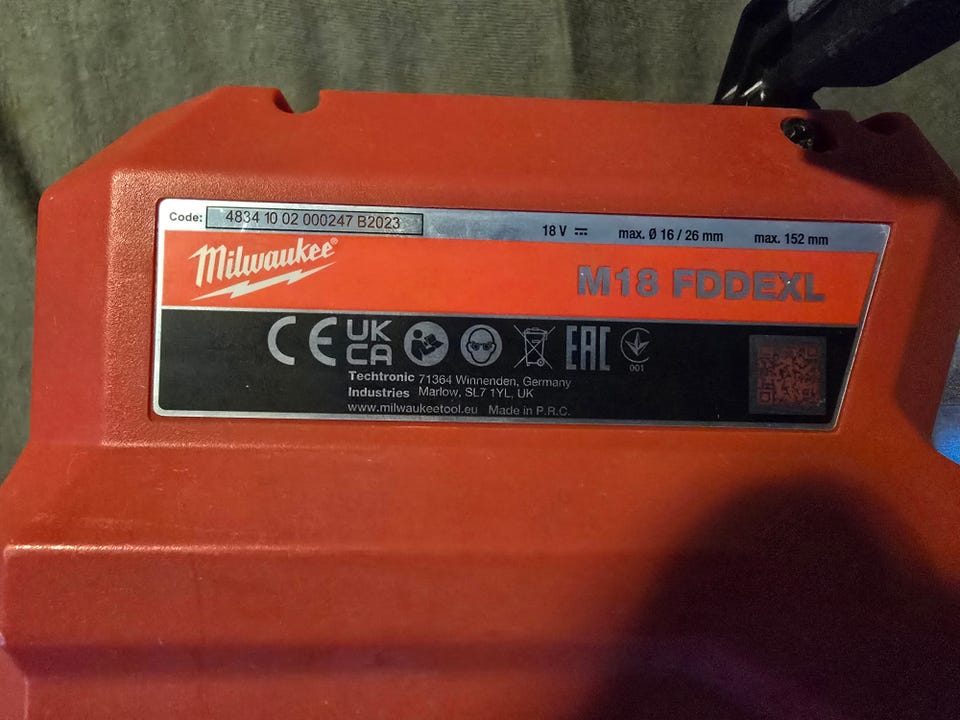 Code: 4834 10 02 000247 B2023
18 V max. Ø 16 / 26 mm max. 152 mm
Milwaukee®
M18 FDDEXL
CE UK CA EAC 001
Techtronic 71364 Winnenden, Germany
Industries Marlow, SL7 1YL, UK
www.milwaukeetool.eu Made in P.R.C.